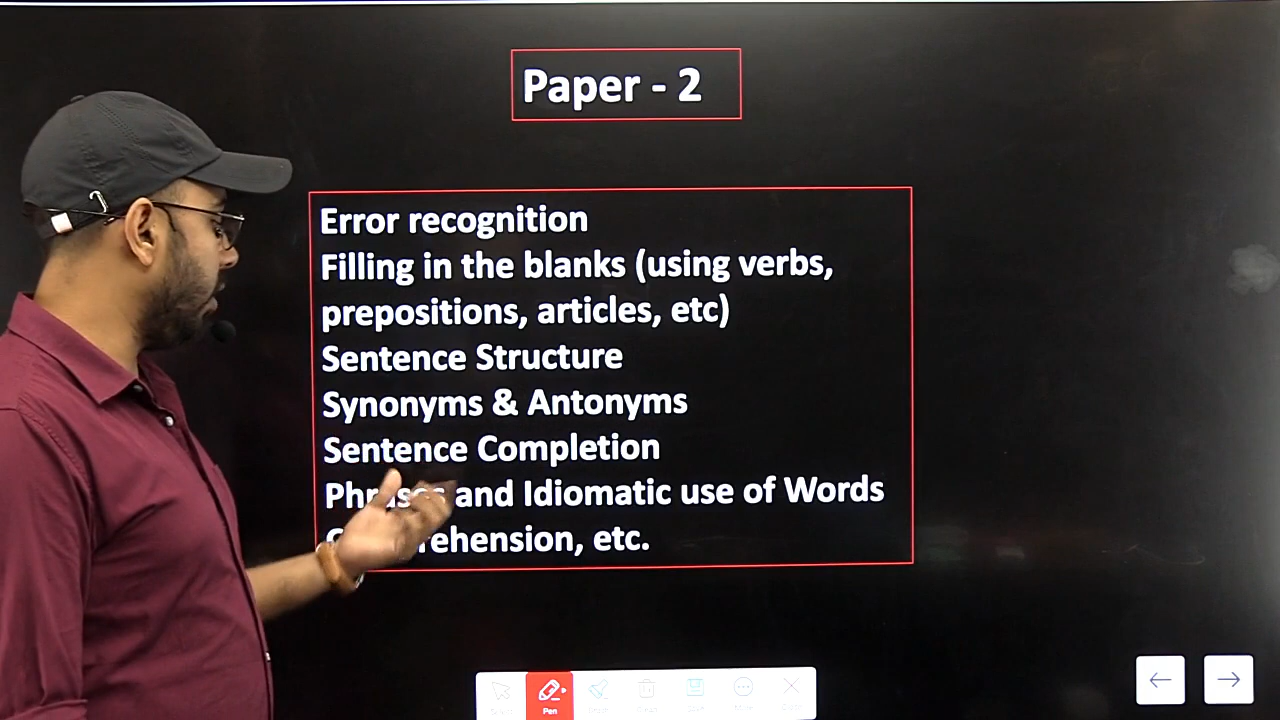 Paper - 2
Error recognition
Filling in the blanks (using verbs,
prepositions, articles, etc)
Sentence Structure
Synonyms & Antonyms
Sentence Completion
Phrases and Idiomatic use of Words
etc.
Pen